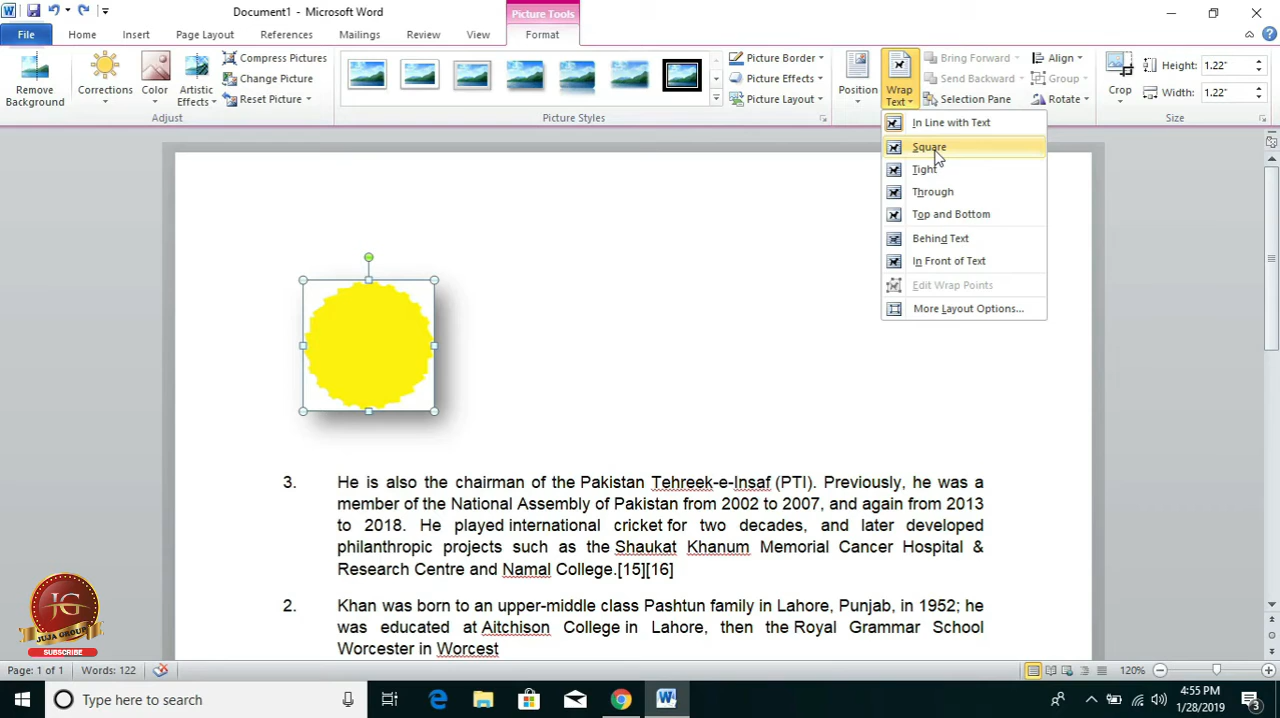 Document1 - Microsoft Word
Picture Tools
File
Home
Insert
Page Layout
References
Mailings
Review
View
Format
Remove
Background
Corrections
Color
Artistic
Effects
Compress Pictures
Change Picture
Reset Picture
Adjust
Picture Styles
Picture Border
Picture Effects
Picture Layout
Position
Wrap
Text
Bring Forward
Send Backward
Selection Pane
Align
Group
Rotate
Crop
Height: 1.22"
Width: 1.22"
Size
In Line with Text
Square
Tight
Through
Top and Bottom
Behind Text
In Front of Text
Edit Wrap Points
More Layout Options...
3. He is also the chairman of the Pakistan Tehreek-e-Insaf (PTI). Previously, he was a
member of the National Assembly of Pakistan from 2002 to 2007, and again from 2013
to 2018. He played international cricket for two decades, and later developed
philanthropic projects such as the Shaukat Khanum Memorial Cancer Hospital &
Research Centre and Namal College.[15][16]
2. Khan was born to an upper-middle class Pashtun family in Lahore, Punjab, in 1952; he
was educated at Aitchison College in Lahore, then the Royal Grammar School
Worcester in Worcest
JG
JUJA GROUP
SUBSCRIBE
Page: 1 of 1
Words: 122
120%
Type here to search
4:55 PM
1/28/2019
3